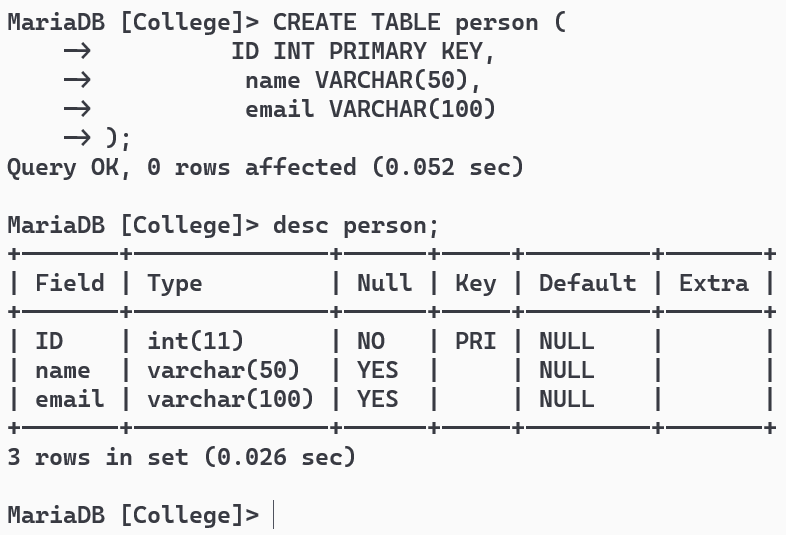 MariaDB [College]> CREATE TABLE person (
    -> ID INT PRIMARY KEY,
    -> name VARCHAR(50),
    -> email VARCHAR(100)
    -> );
Query OK, 0 rows affected (0.052 sec)
MariaDB [College]> desc person;
+-------+--------------+------+-----+---------+-------+
| Field | Type         | Null | Key | Default | Extra |
+-------+--------------+------+-----+---------+-------+
| ID    | int(11)      | NO   | PRI | NULL    |       |
| name  | varchar(50)  | YES  |     | NULL    |       |
| email | varchar(100) | YES  |     | NULL    |       |
+-------+--------------+------+-----+---------+-------+
3 rows in set (0.026 sec)
MariaDB [College]>